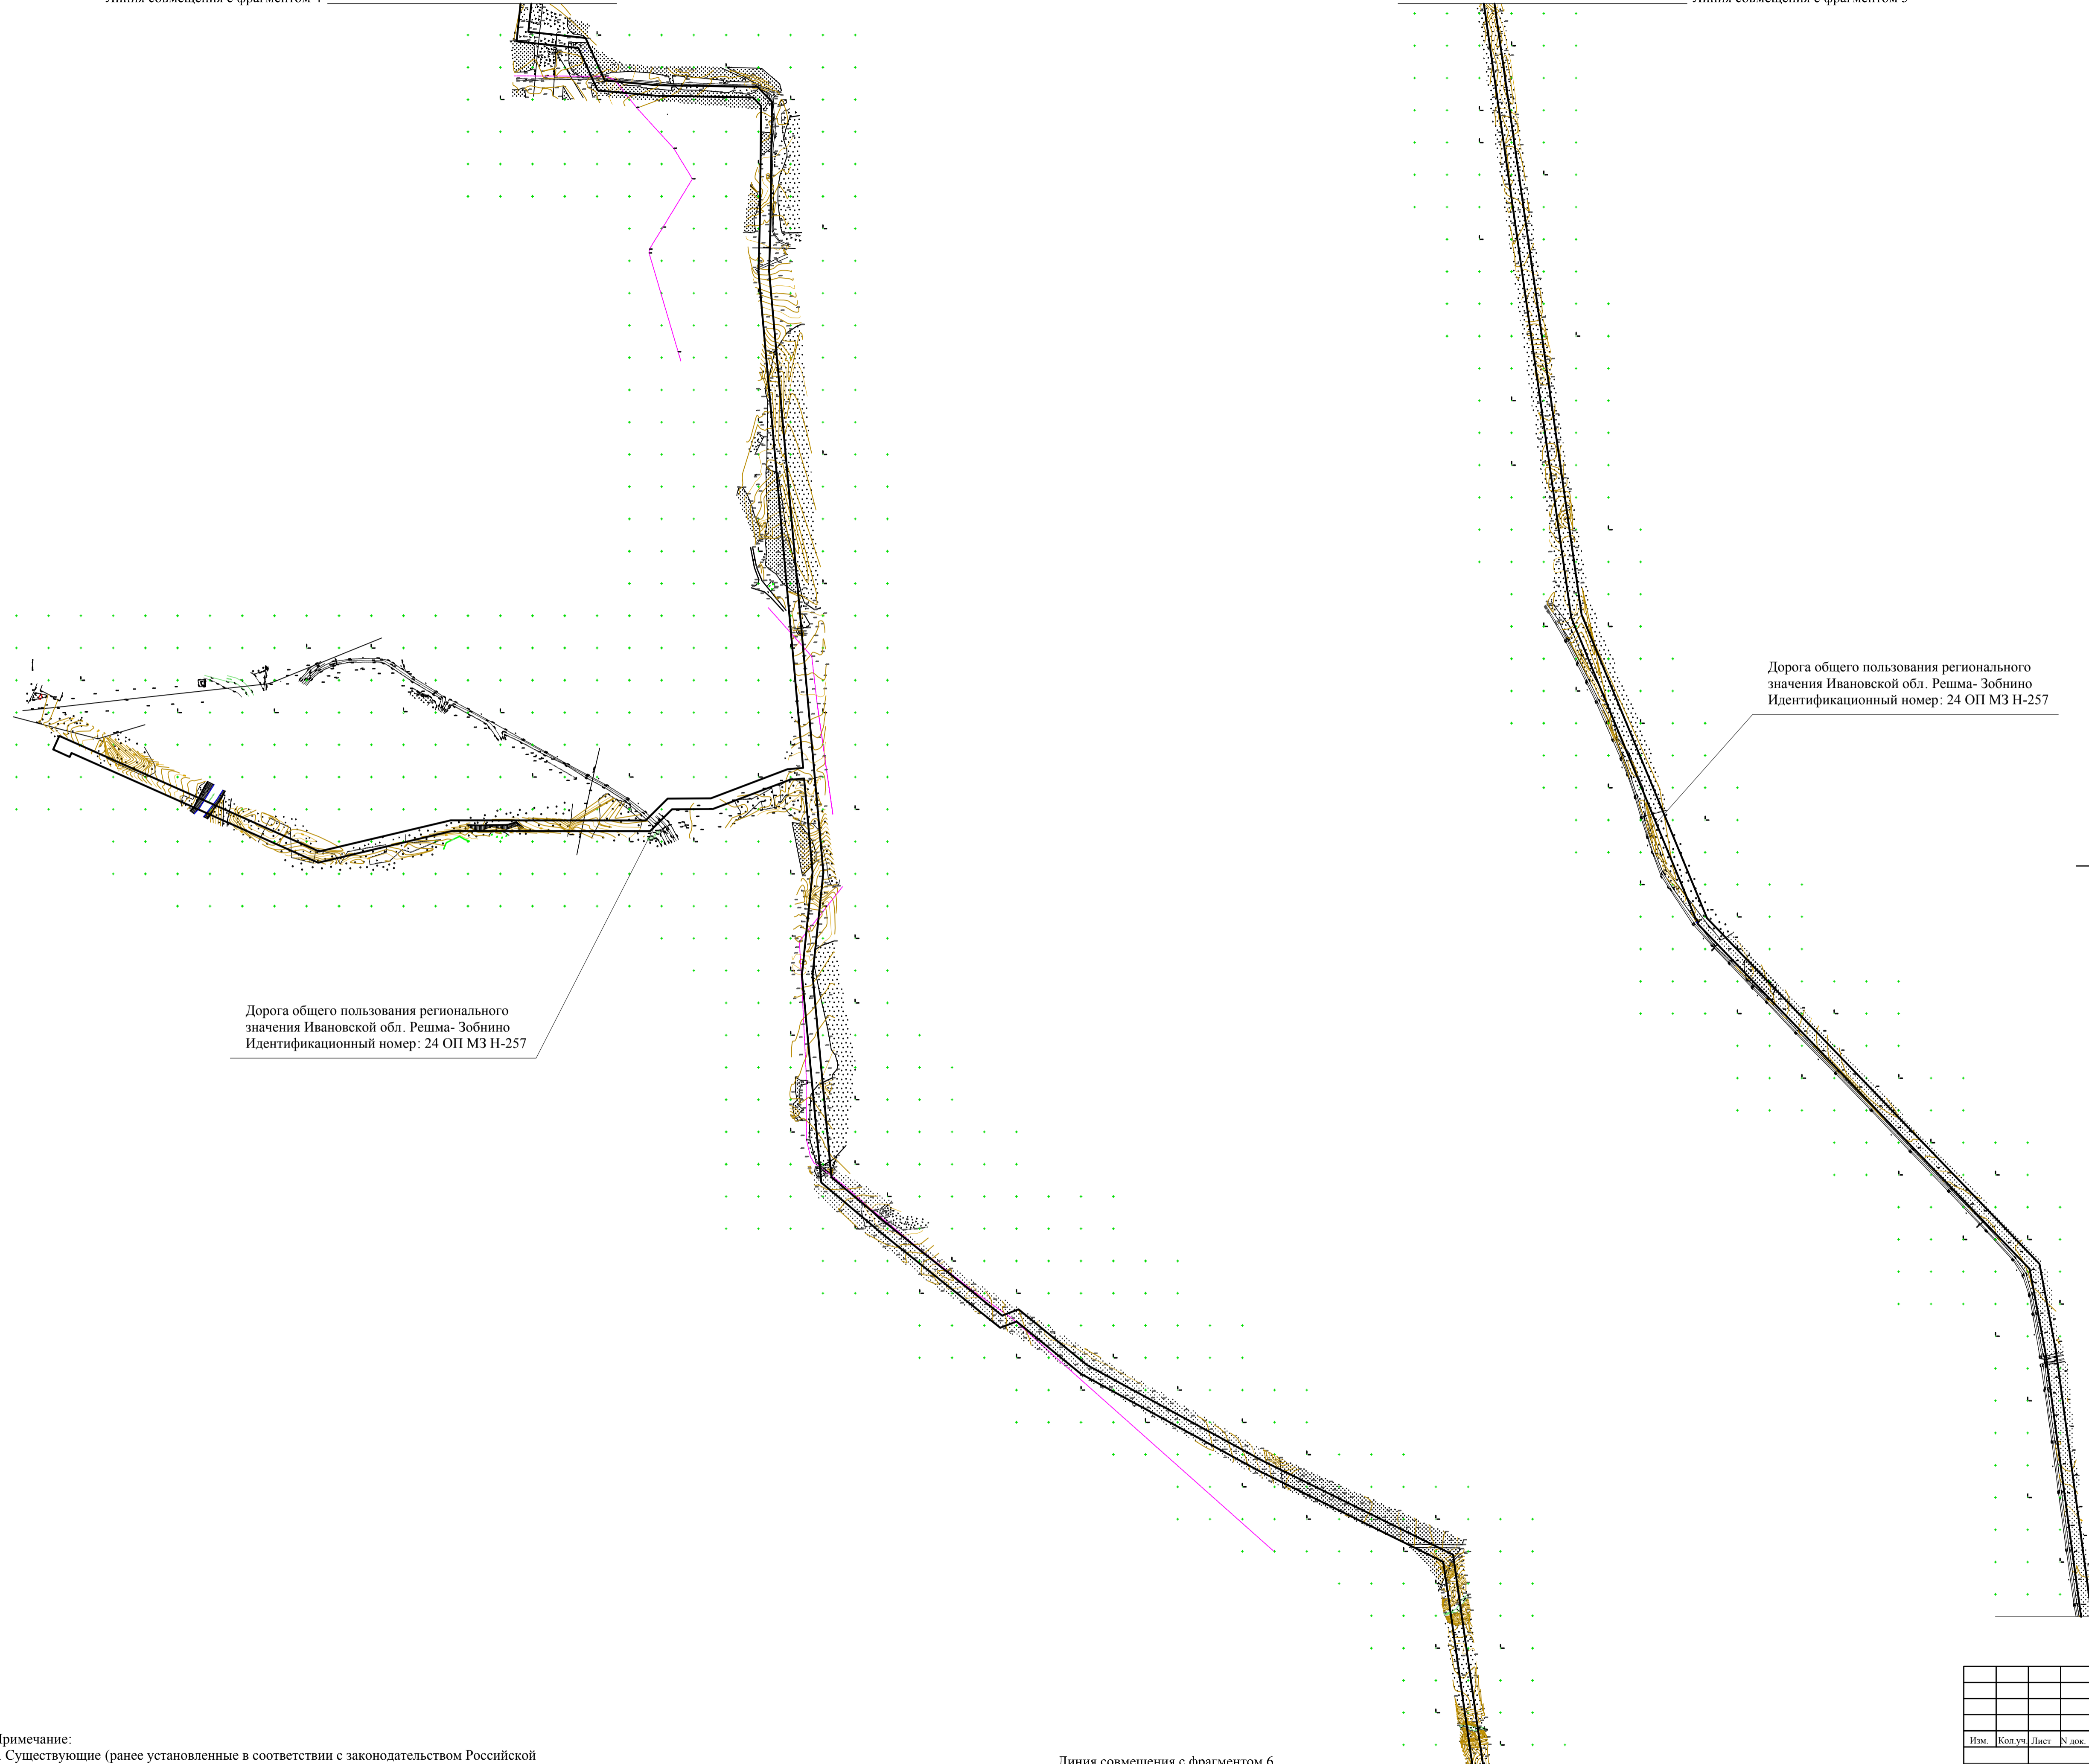 Линия совмещения с фрагментом 4
Линия совмещения с фрагментом 5
Дорога общего пользования регионального
значения Ивановской обл. Решма- Зобнино
Идентификационный номер: 24 ОП МЗ Н-257
Дорога общего пользования регионального
значения Ивановской обл. Решма- Зобнино
Идентификационный номер: 24 ОП МЗ Н-257
Изм. Кол.уч. Лист N док.
Примечание:
. Существующие (ранее установленные в соответствии с законодательством Российской
Линия совмещения с фрагментом 6